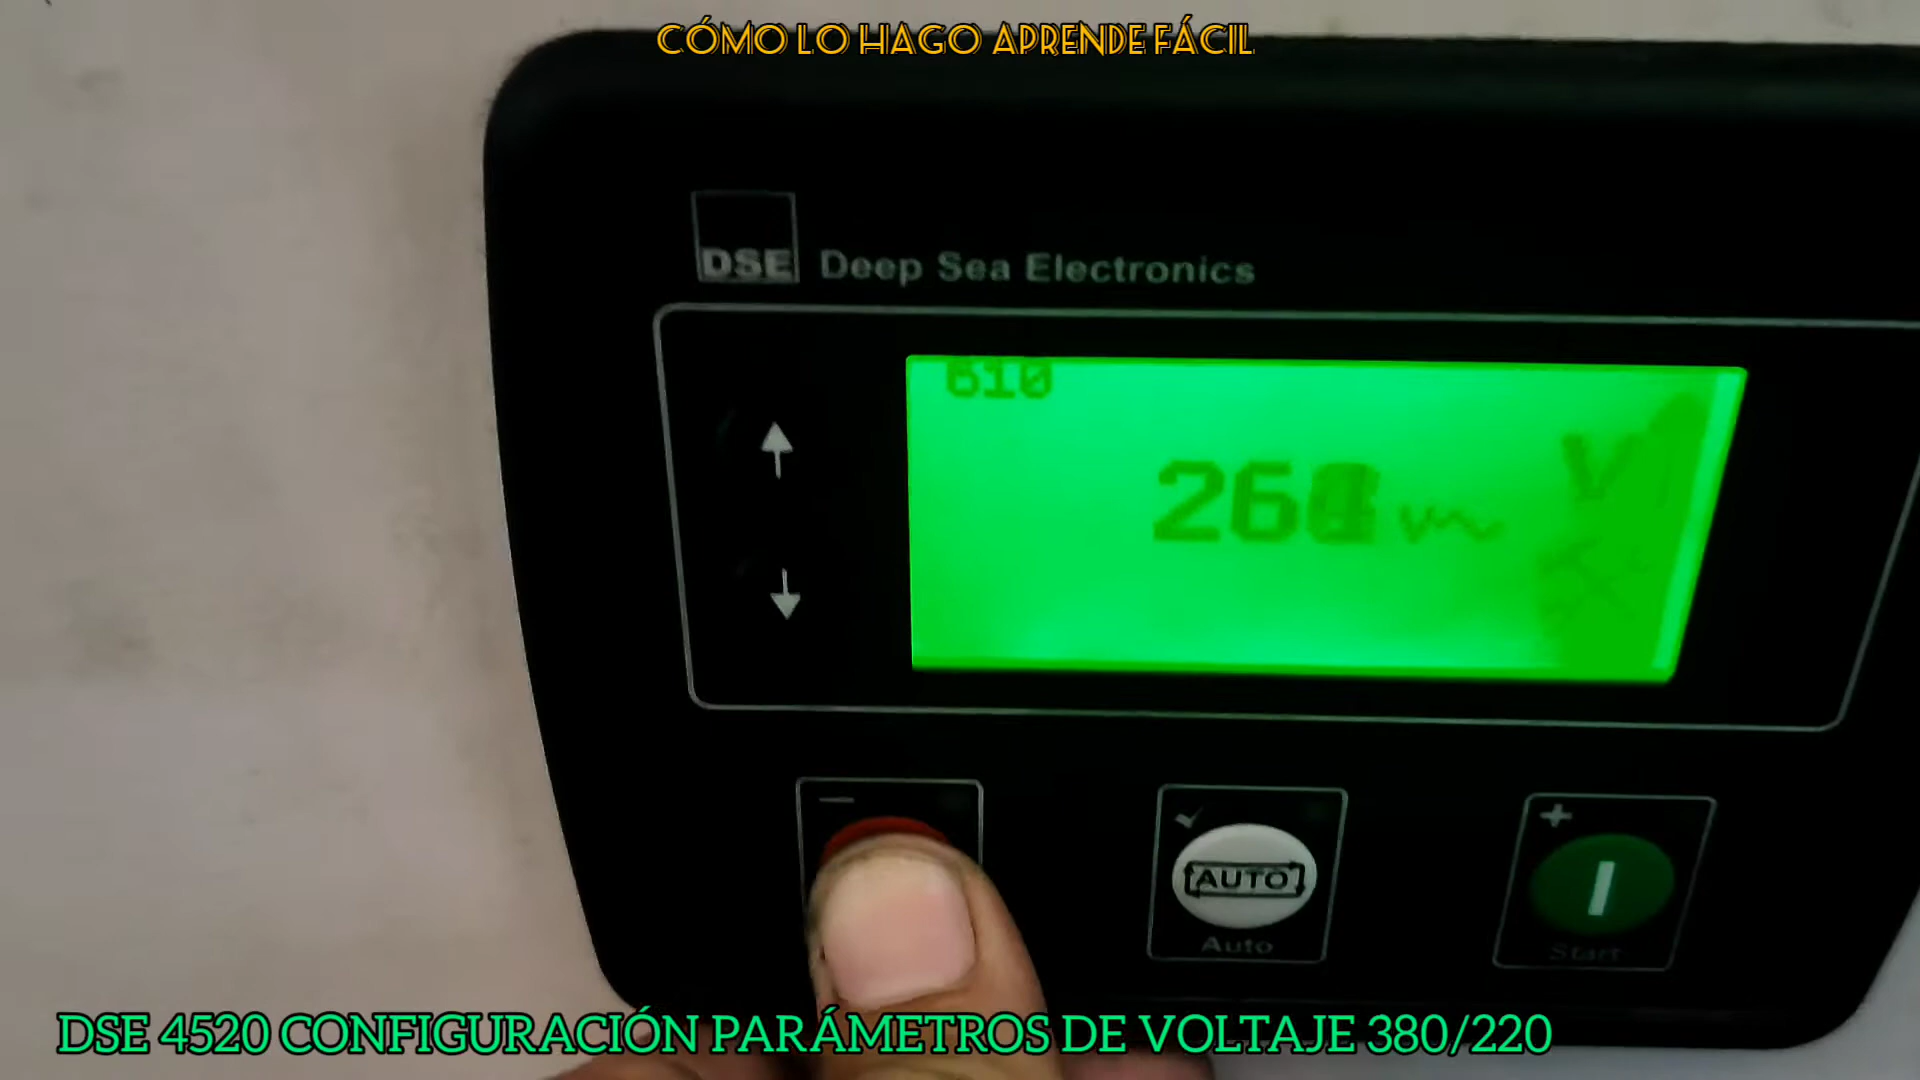 CÓMO LO HAGO APRENDE FÁCIL
DSE Deep Sea Electronics
610
V
V~
AUTO
Auto
Start
DSE 4520 CONFIGURACIÓN PARÁMETROS DE VOLTAJE 380/220